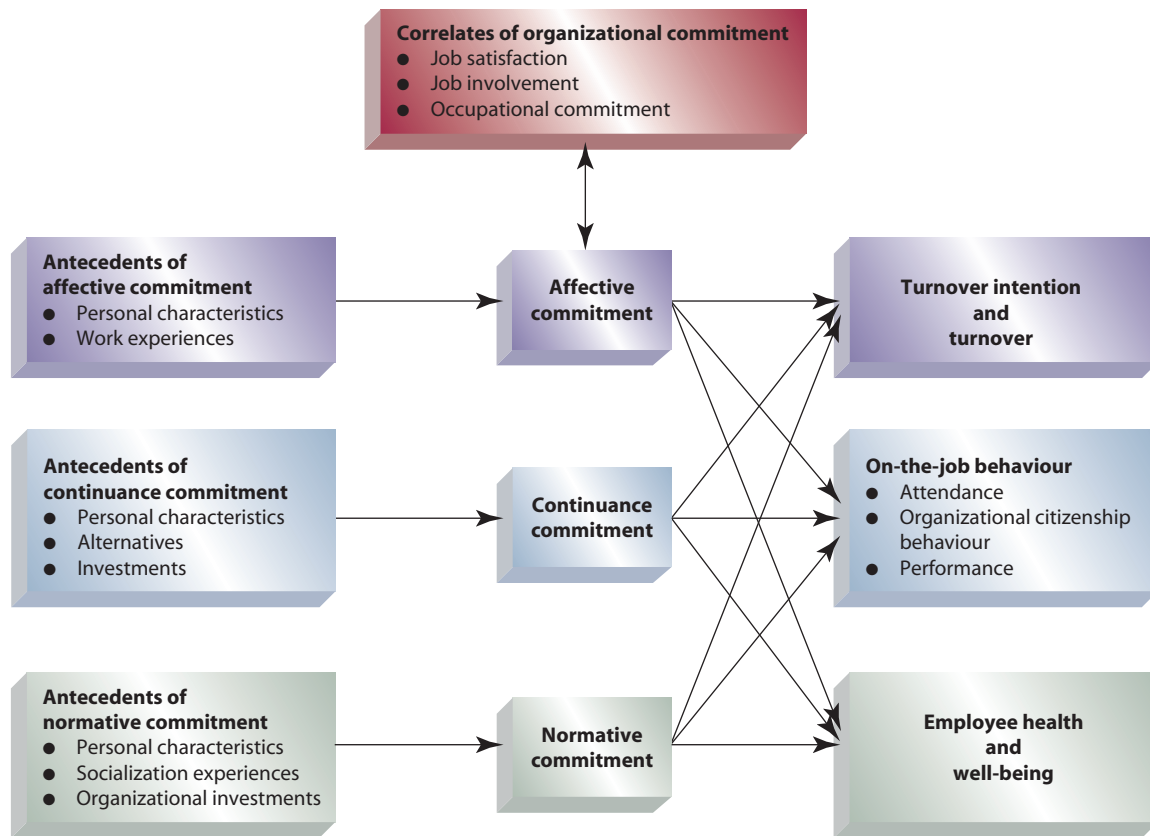 Correlates of organizational commitment
● Job satisfaction
● Job involvement
● Occupational commitment
Antecedents of
affective commitment
● Personal characteristics
● Work experiences
Affective
commitment
Turnover intention
and
turnover
Antecedents of
continuance commitment
● Personal characteristics
● Alternatives
● Investments
Continuance
commitment
On-the-job behaviour
● Attendance
● Organizational citizenship
behaviour
● Performance
Antecedents of
normative commitment
● Personal characteristics
● Socialization experiences
● Organizational investments
Normative
commitment
Employee health
and
well-being